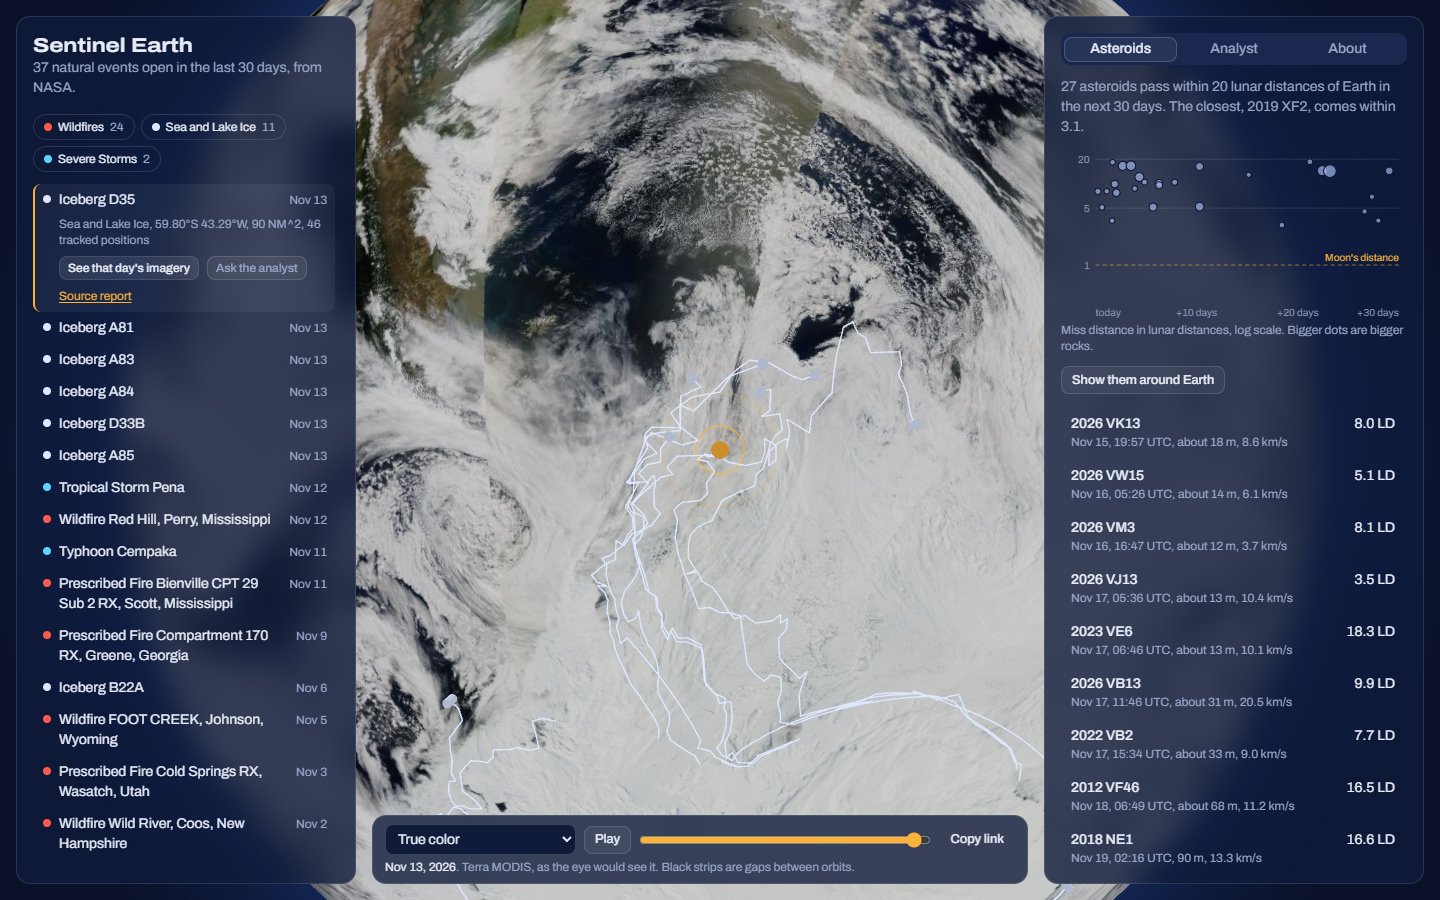 Sentinel Earth
37 natural events open in the last 30 days, from
NASA.
Wildfires 24
Sea and Lake Ice 11
Severe Storms 2
Iceberg D35 Nov 13
Sea and Lake Ice, 59.80°S 43.29°W, 90 NM^2, 46
tracked positions
See that day's imagery
Ask the analyst
Source report
Iceberg A81 Nov 13
Iceberg A83 Nov 13
Iceberg A84 Nov 13
Iceberg D33B Nov 13
Iceberg A85 Nov 13
Tropical Storm Pena Nov 12
Wildfire Red Hill, Perry, Mississippi Nov 12
Typhoon Cempaka Nov 11
Prescribed Fire Bienville CPT 29 Nov 11
Sub 2 RX, Scott, Mississippi
Prescribed Fire Compartment 170 Nov 9
RX, Greene, Georgia
Iceberg B22A Nov 6
Wildfire FOOT CREEK, Johnson, Nov 5
Wyoming
Prescribed Fire Cold Springs RX, Nov 3
Wasatch, Utah
Wildfire Wild River, Coos, New Nov 2
Hampshire
True color
Play
Copy link
Nov 13, 2026. Terra MODIS, as the eye would see it. Black strips are gaps between orbits.
Asteroids
Analyst
About
27 asteroids pass within 20 lunar distances of Earth in
the next 30 days. The closest, 2019 XF2, comes within
3.1.
20
5
Moon's distance
1
today
+10 days
+20 days
+30 days
Miss distance in lunar distances, log scale. Bigger dots are bigger
rocks.
Show them around Earth
2026 VK13 8.0 LD
Nov 15, 19:57 UTC, about 18 m, 8.6 km/s
2026 VW15 5.1 LD
Nov 16, 05:26 UTC, about 14 m, 6.1 km/s
2026 VM3 8.1 LD
Nov 16, 16:47 UTC, about 12 m, 3.7 km/s
2026 VJ13 3.5 LD
Nov 17, 05:36 UTC, about 13 m, 10.4 km/s
2023 VE6 18.3 LD
Nov 17, 06:46 UTC, about 13 m, 10.1 km/s
2026 VB13 9.9 LD
Nov 17, 11:46 UTC, about 31 m, 20.5 km/s
2022 VB2 7.7 LD
Nov 17, 15:34 UTC, about 33 m, 9.0 km/s
2012 VF46 16.5 LD
Nov 18, 06:49 UTC, about 68 m, 11.2 km/s
2018 NE1 16.6 LD
Nov 19, 02:16 UTC, 90 m, 13.3 km/s